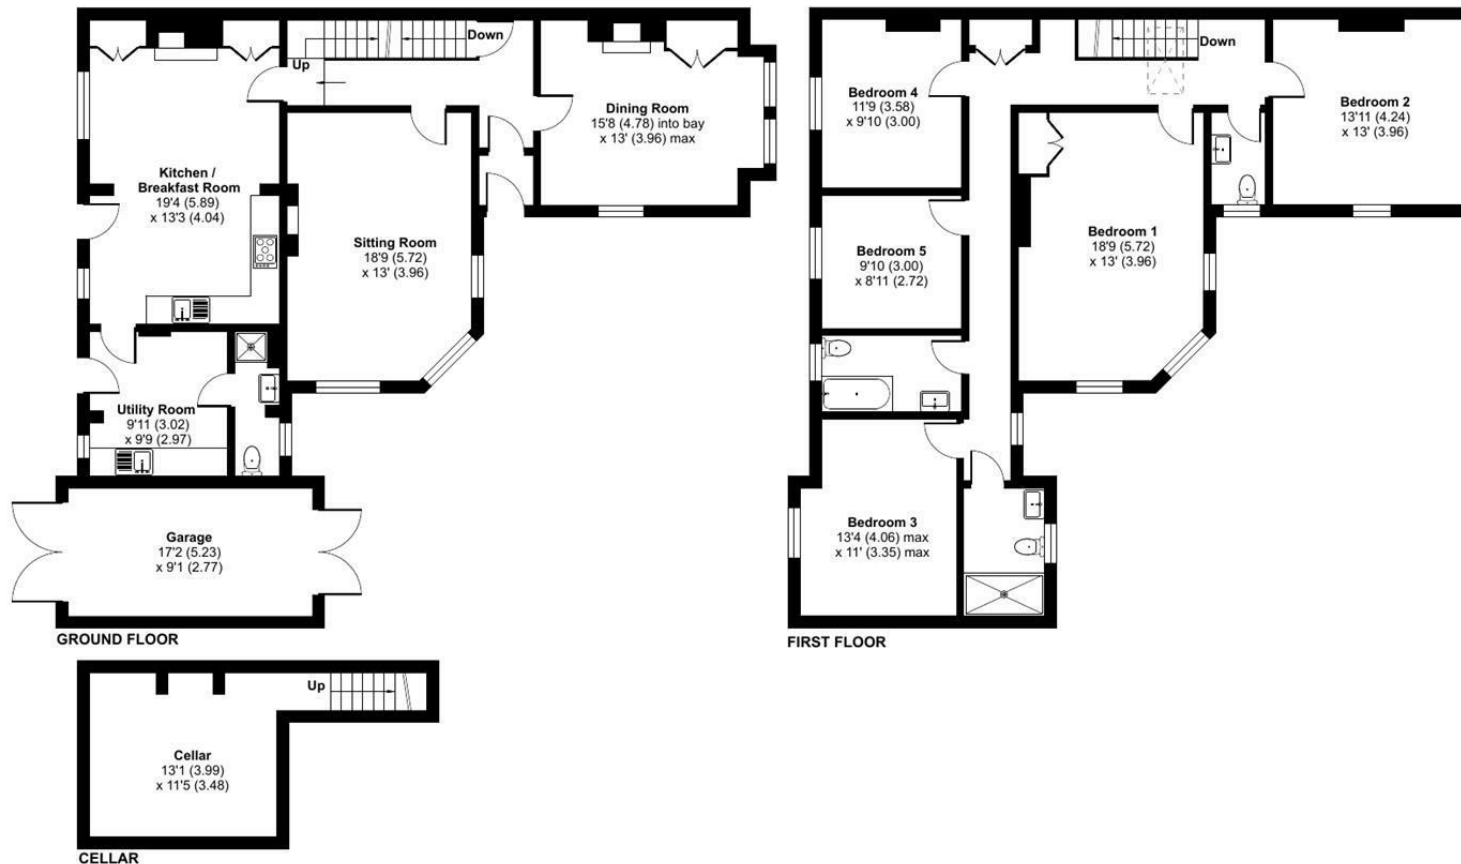 Down
Up
Dining Room
15'8 (4.78) into bay
x 13' (3.96) max
Kitchen /
Breakfast Room
19'4 (5.89)
x 13'3 (4.04)
Sitting Room
18'9 (5.72)
x 13' (3.96)
Utility Room
9'11 (3.02)
x 9'9 (2.97)
Garage
17'2 (5.23)
x 9'1 (2.77)
GROUND FLOOR
Up
Cellar
13'1 (3.99)
x 11'5 (3.48)
CELLAR
Down
Bedroom 4
11'9 (3.58)
x 9'10 (3.00)
Bedroom 2
13'11 (4.24)
x 13' (3.96)
Bedroom 1
18'9 (5.72)
x 13' (3.96)
Bedroom 5
9'10 (3.00)
x 8'11 (2.72)
Bedroom 3
13'4 (4.06) max
x 11' (3.35) max
FIRST FLOOR